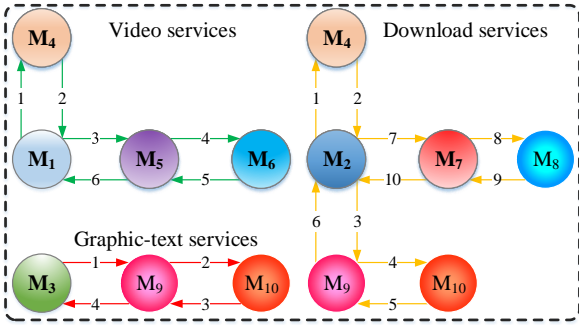 Video services
Download services
M4
M4
1
2
1
2
3
4
7
8
M1
M5
M6
M2
M7
M8
6
5
10
9
6
3
Graphic-text services
1
2
4
M3
M9
M10
M9
M10
4
3
5